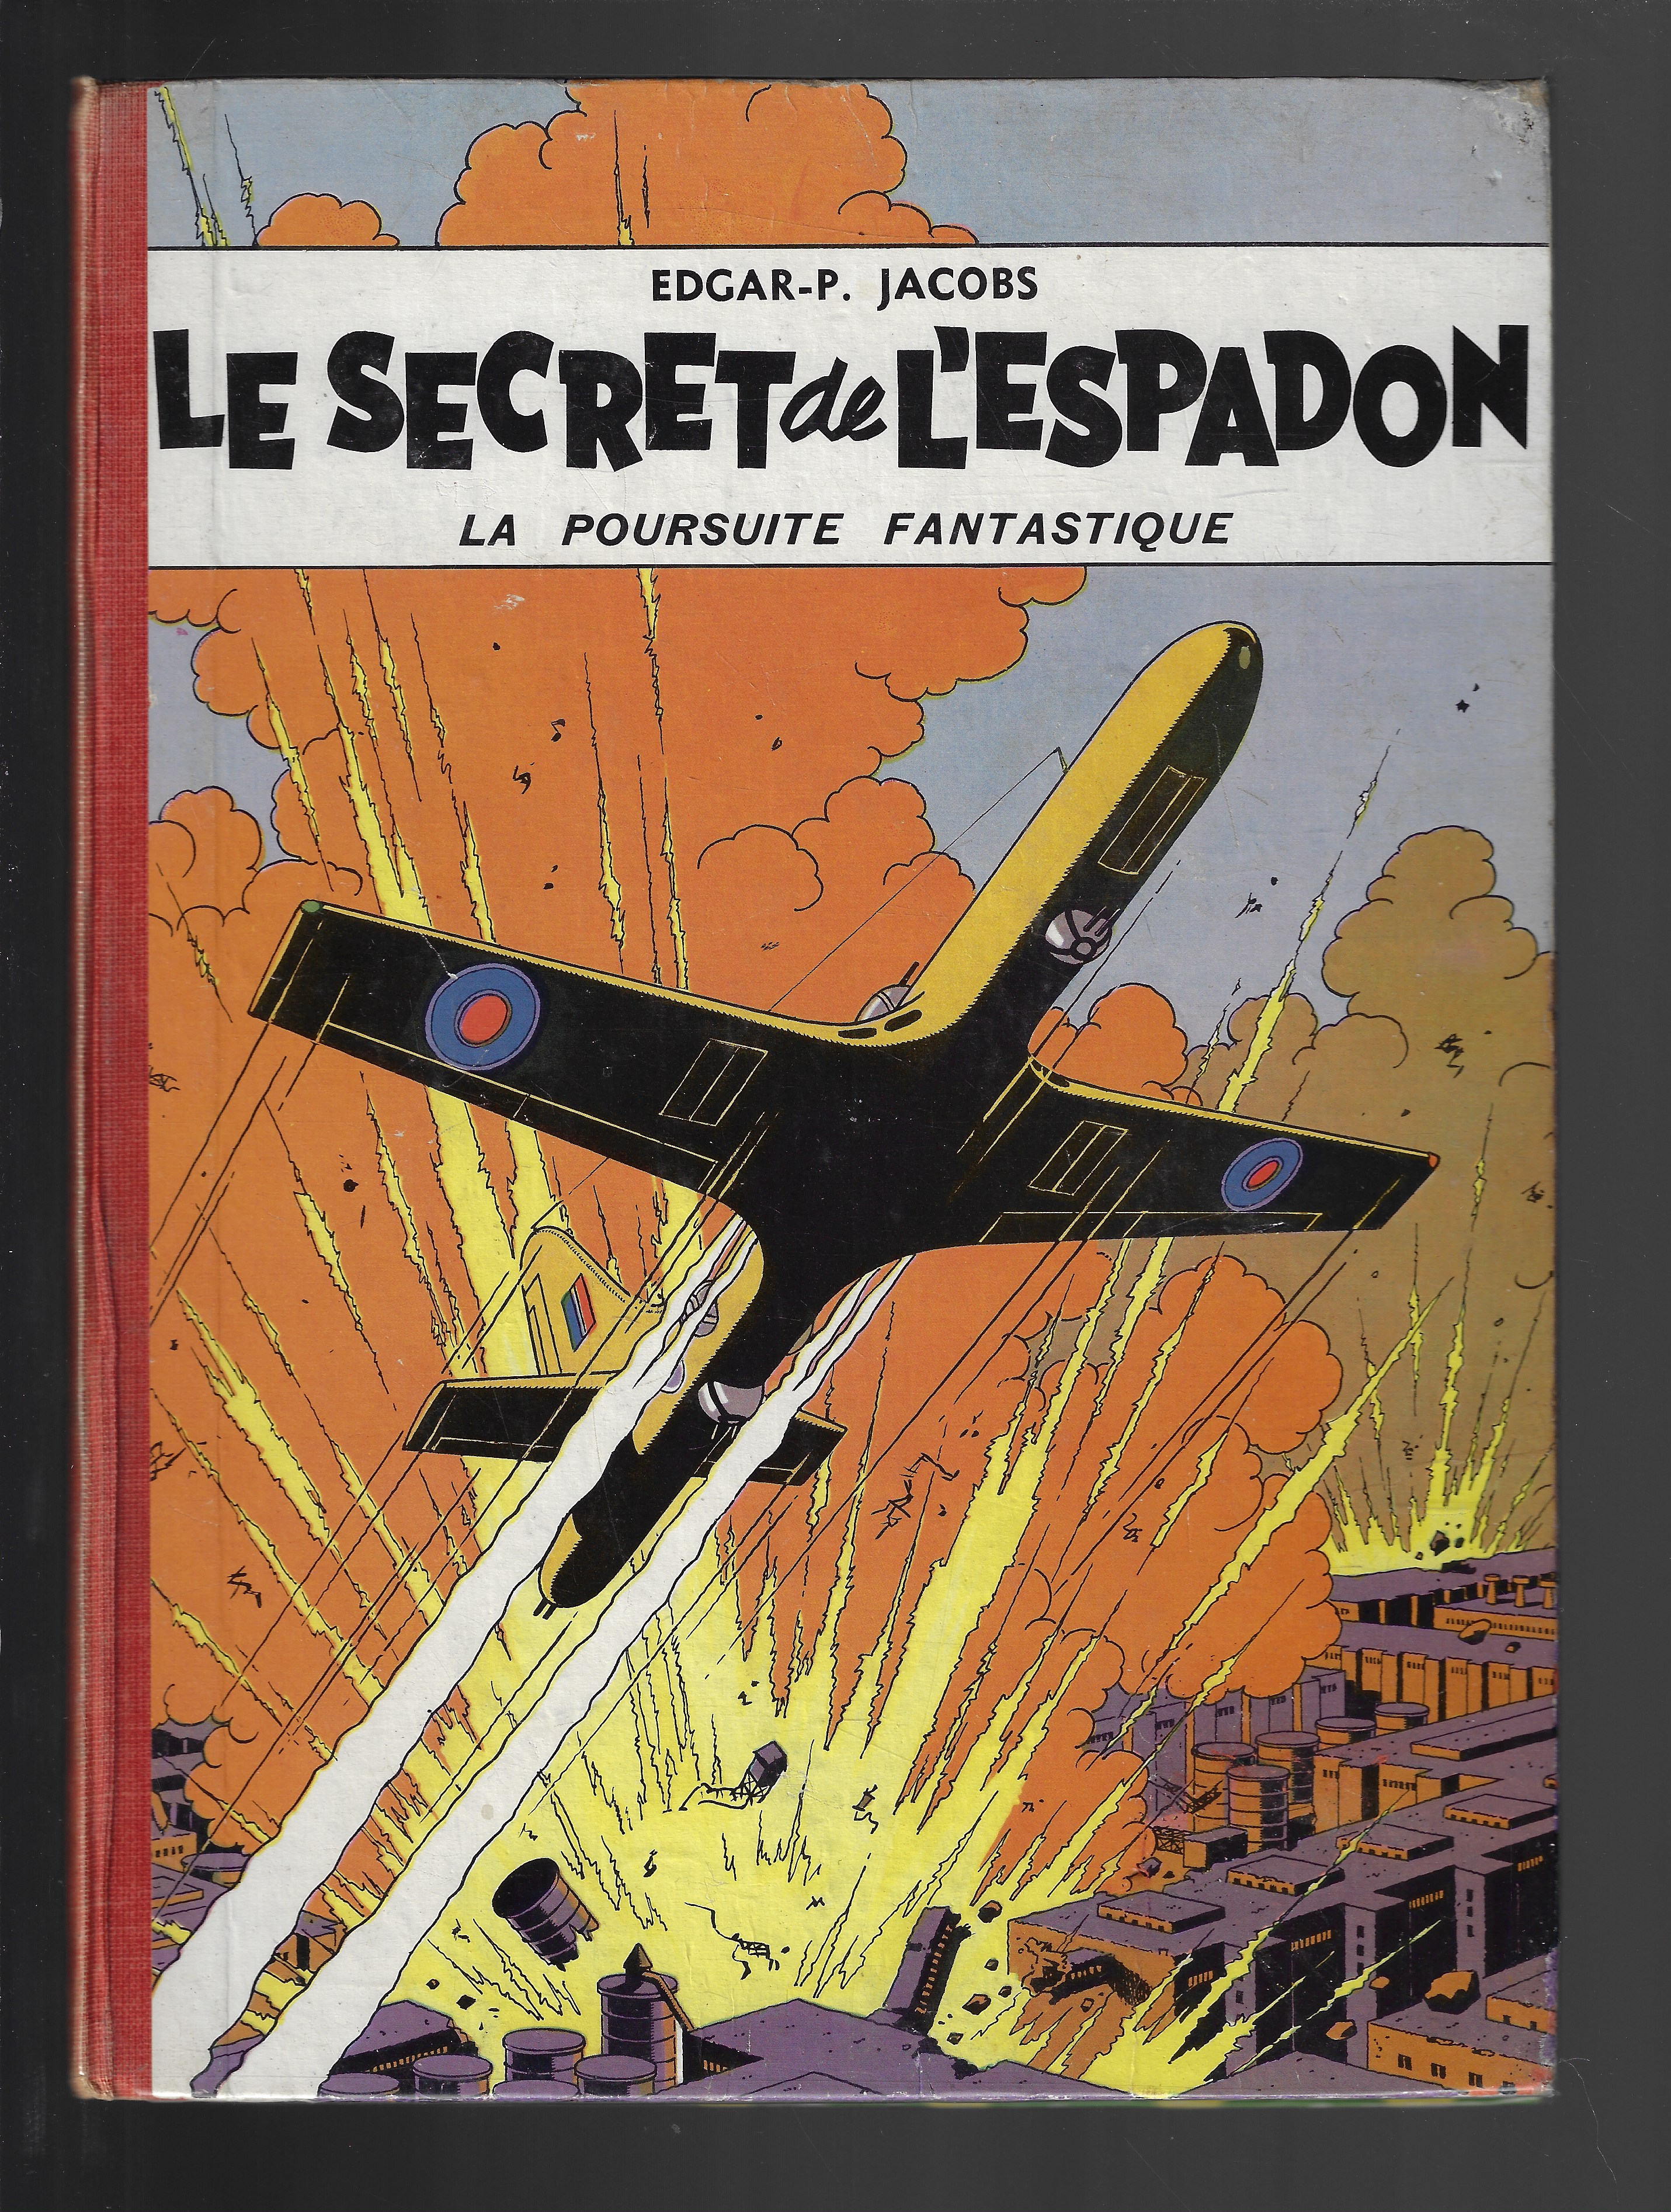 EDGAR-P. JACOBS
LE SECRET de L'ESPADON
LA POURSUITE FANTASTIQUE